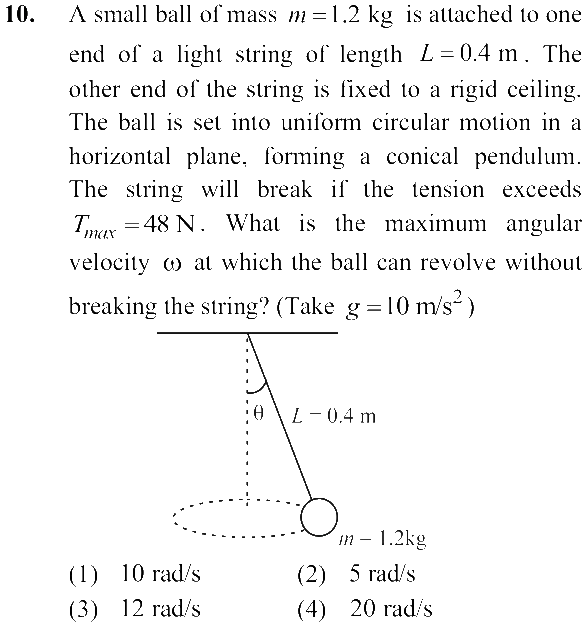 10. A small ball of mass m = 1.2 kg is attached to one
end of a light string of length L = 0.4 m. The
other end of the string is fixed to a rigid ceiling.
The ball is set into uniform circular motion in a
horizontal plane, forming a conical pendulum.
The string will break if the tension exceeds
T_max = 48 N. What is the maximum angular
velocity ω at which the ball can revolve without
breaking the string? (Take g = 10 m/s²)
θ L = 0.4 m
m = 1.2kg
(1) 10 rad/s (2) 5 rad/s
(3) 12 rad/s (4) 20 rad/s